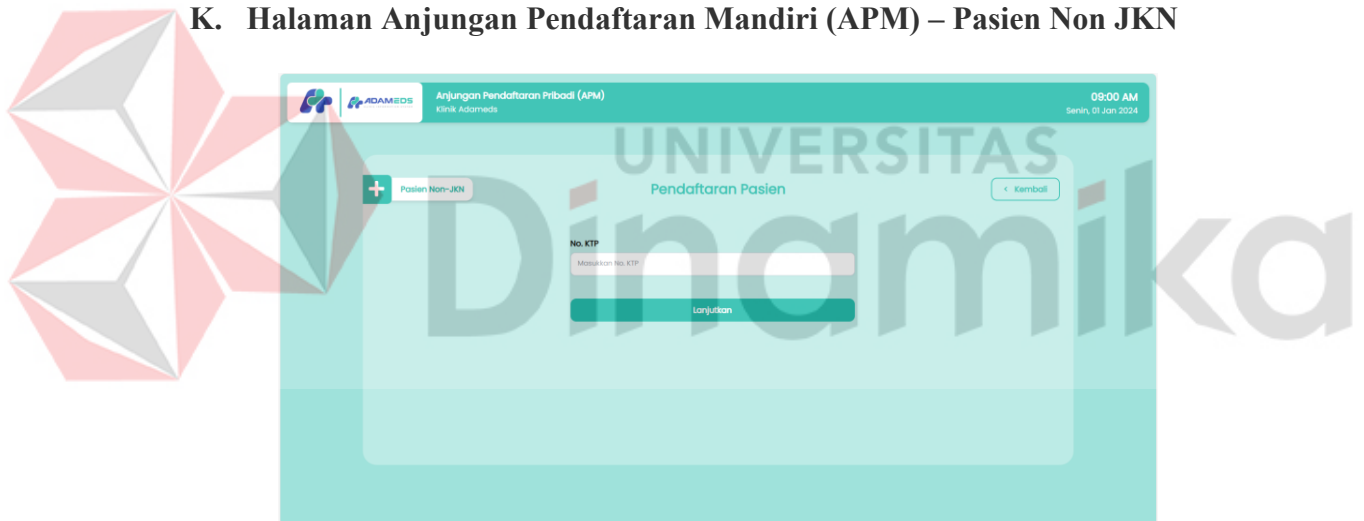 K. Halaman Anjungan Pendaftaran Mandiri (APM) – Pasien Non JKN
ADAMEDS
Anjungan Pendaftaran Pribadi (APM)
Klinik Adameds
09:00 AM
Senin, 01 Jan 2024
UNIVERSITAS
Dinamika
Pasien Non-JKN
Pendaftaran Pasien
< Kembali
No. KTP
Masukkan No. KTP
Lanjutkan